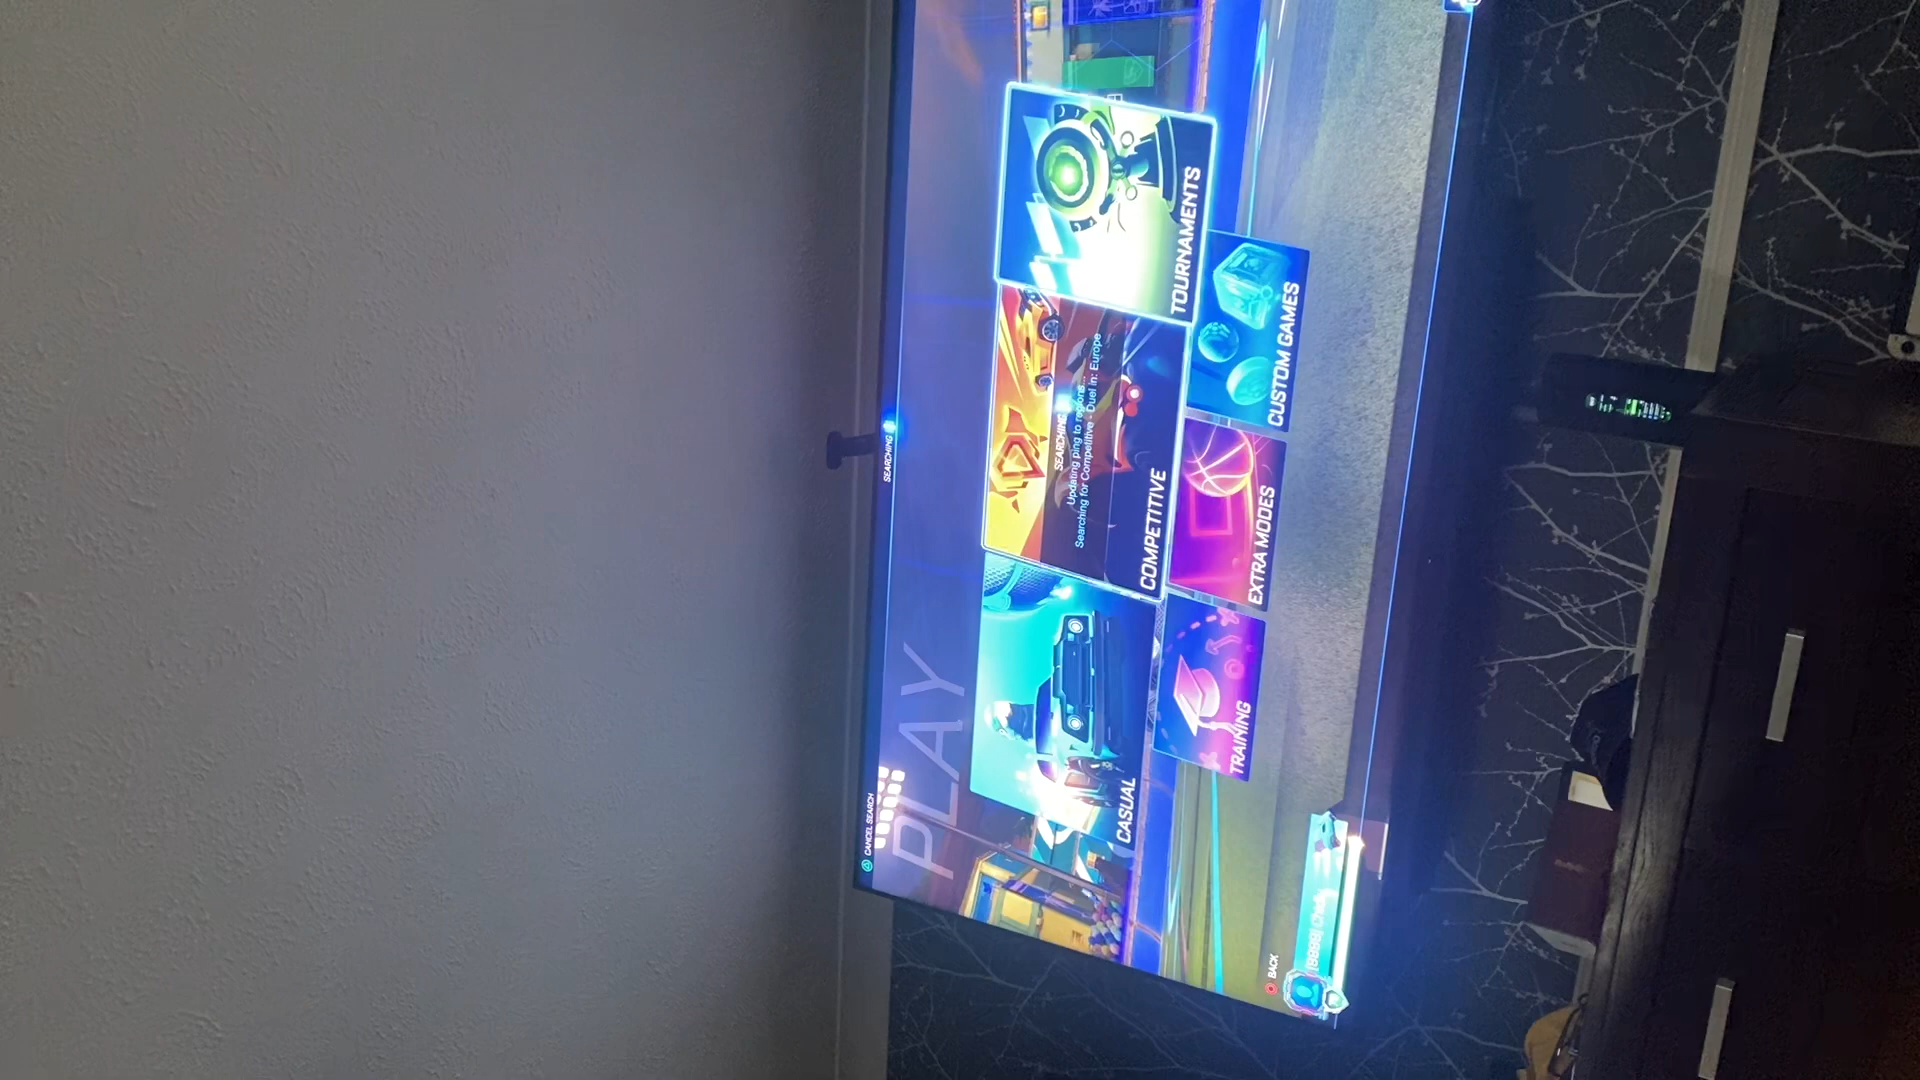 CANCEL SEARCH
SEARCHING
PLAY
CASUAL
COMPETITIVE
SEARCHING
Updating ping to regions...
Searching for Competitive - Duel in: Europe
TOURNAMENTS
TRAINING
EXTRA MODES
CUSTOM GAMES
BACK